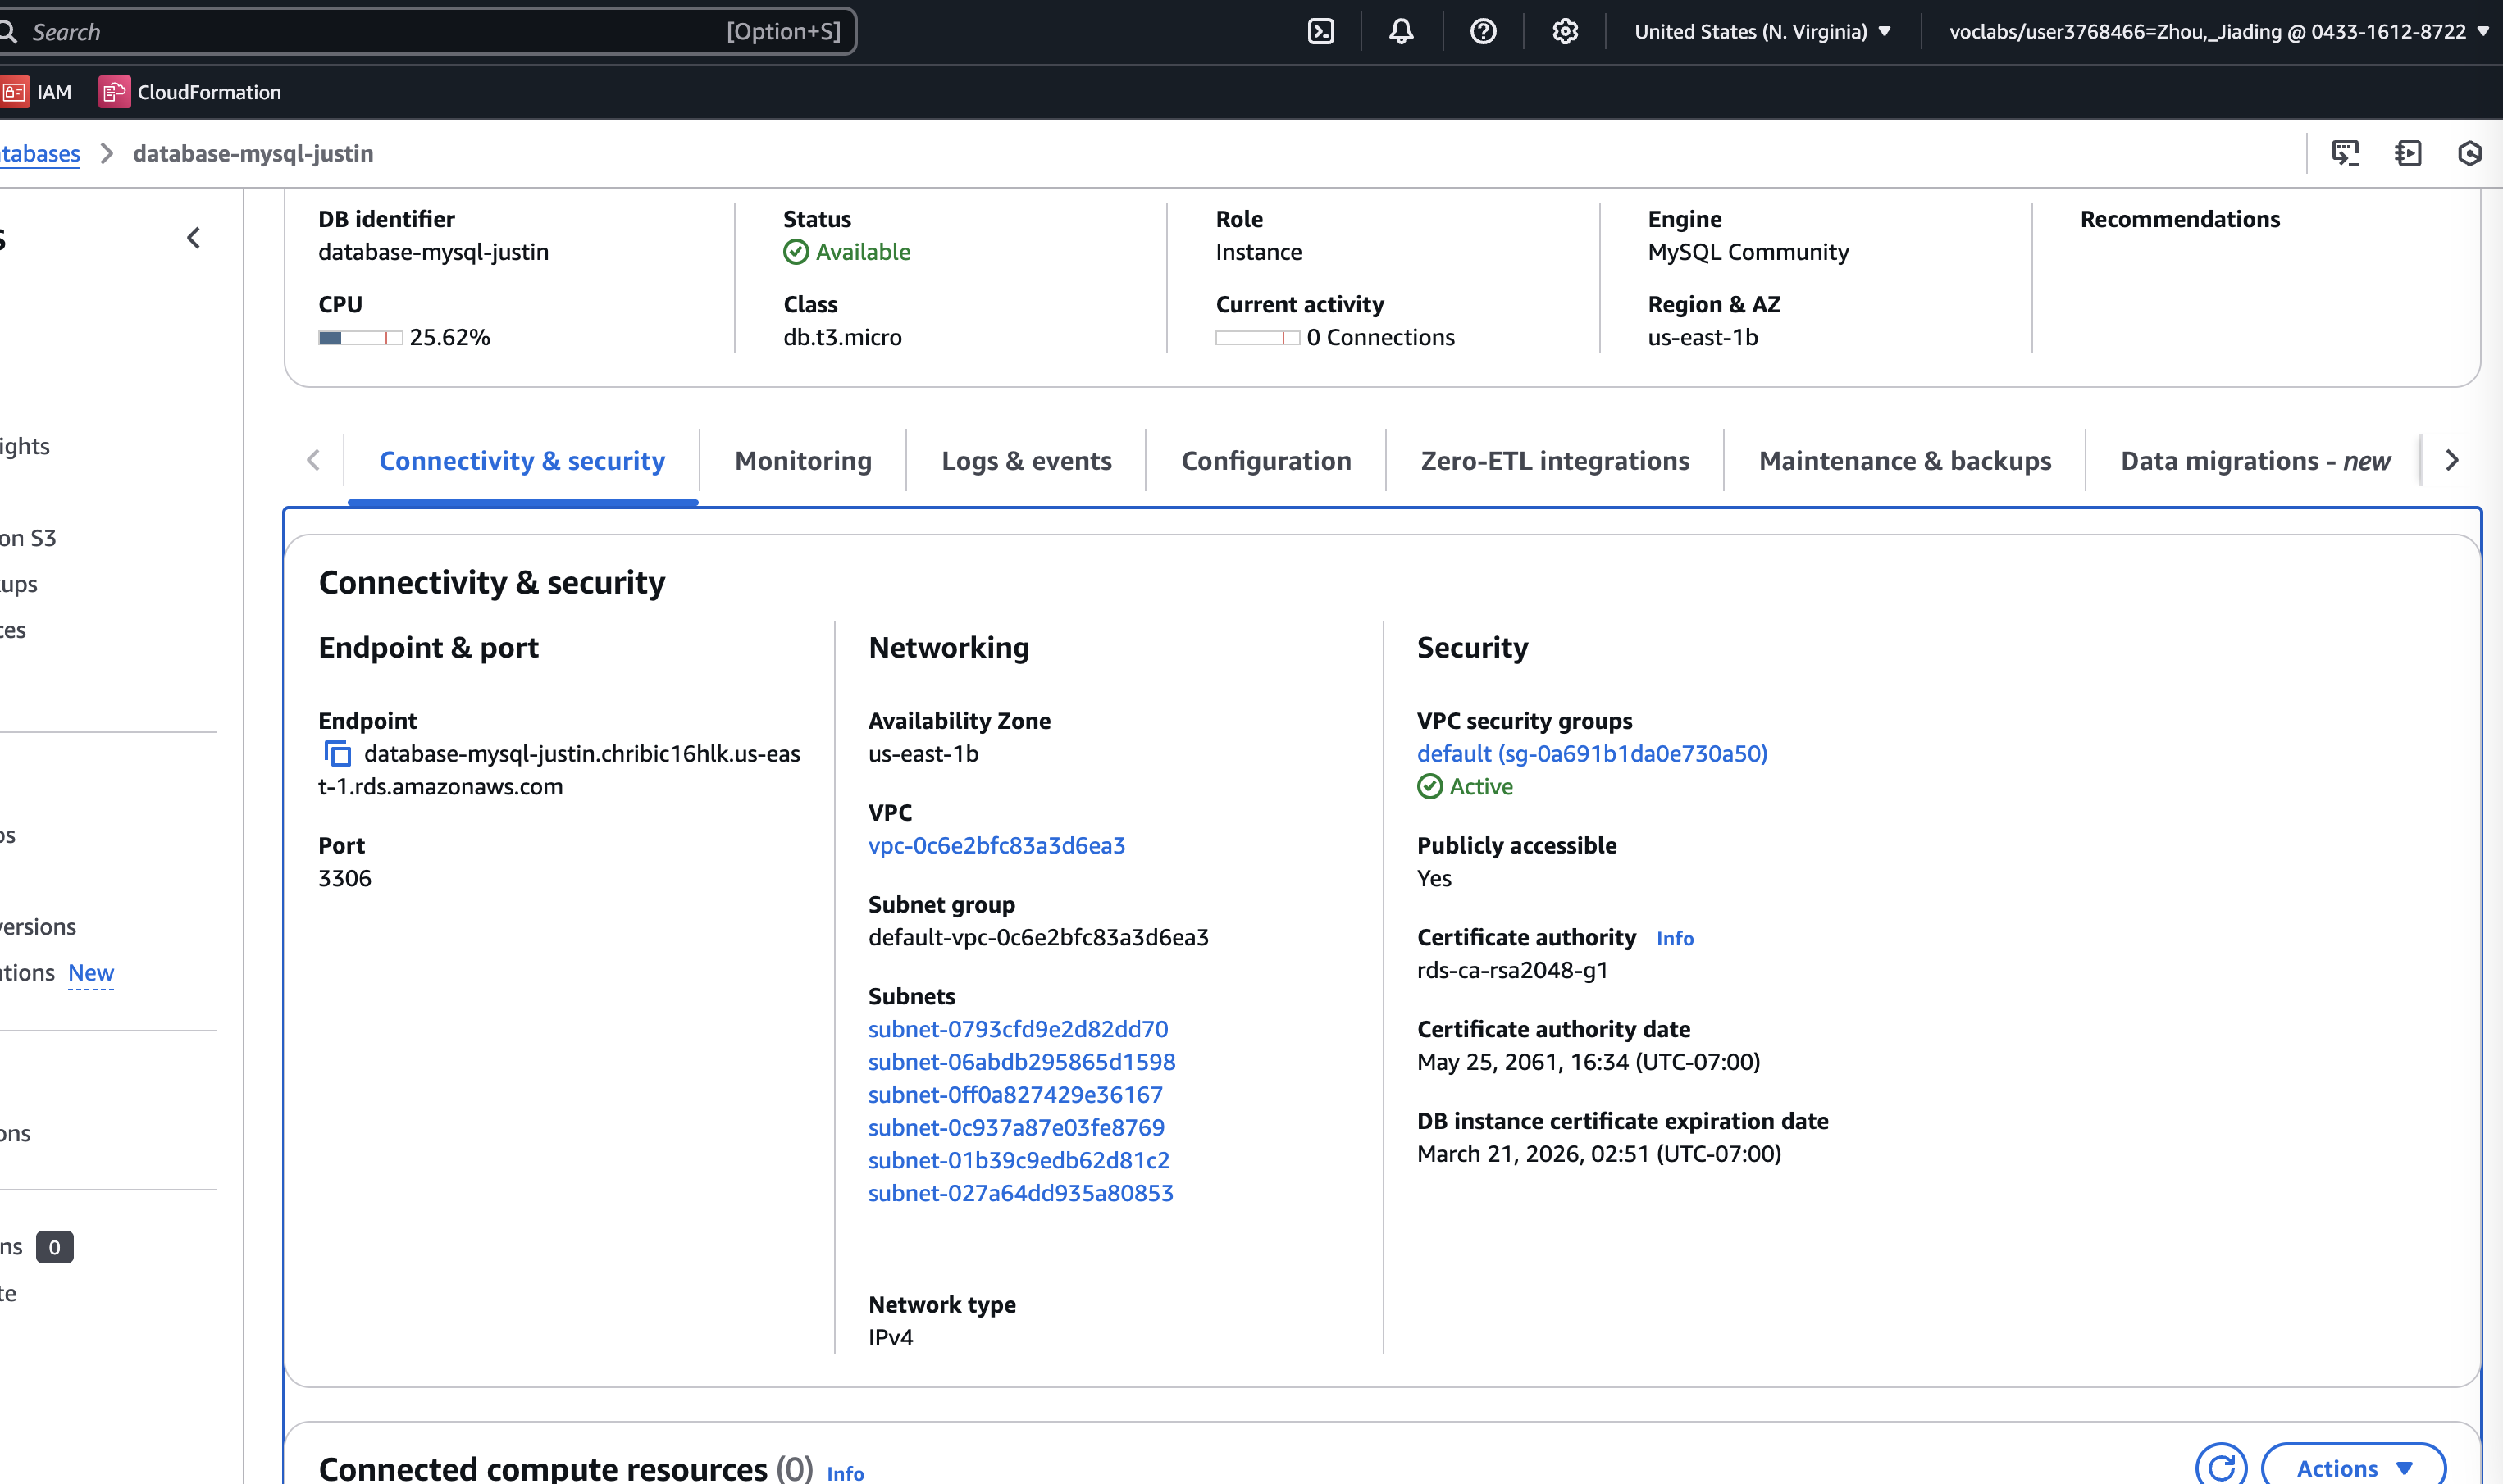 Search [Option+S] United States (N. Virginia) voclabs/user3768466=Zhou,_Jiading @ 0433-1612-8722
IAM CloudFormation
tabases database-mysql-justin
DB identifier
database-mysql-justin
Status
Available
Role
Instance
Engine
MySQL Community
Recommendations
CPU
25.62%
Class
db.t3.micro
Current activity
0 Connections
Region & AZ
us-east-1b
s
ights
on S3
ups
ces
ps
versions
ations New
ons
ns 0
te
Connectivity & security Monitoring Logs & events Configuration Zero-ETL integrations Maintenance & backups Data migrations - new
Connectivity & security
Endpoint & port
Endpoint
database-mysql-justin.chribic16hlk.us-eas
t-1.rds.amazonaws.com
Port
3306
Networking
Availability Zone
us-east-1b
VPC
vpc-0c6e2bfc83a3d6ea3
Subnet group
default-vpc-0c6e2bfc83a3d6ea3
Subnets
subnet-0793cfd9e2d82dd70
subnet-06abdb295865d1598
subnet-0ff0a827429e36167
subnet-0c937a87e03fe8769
subnet-01b39c9edb62d81c2
subnet-027a64dd935a80853
Network type
IPv4
Security
VPC security groups
default (sg-0a691b1da0e730a50)
Active
Publicly accessible
Yes
Certificate authority Info
rds-ca-rsa2048-g1
Certificate authority date
May 25, 2061, 16:34 (UTC-07:00)
DB instance certificate expiration date
March 21, 2026, 02:51 (UTC-07:00)
Connected compute resources (0) Info
Actions